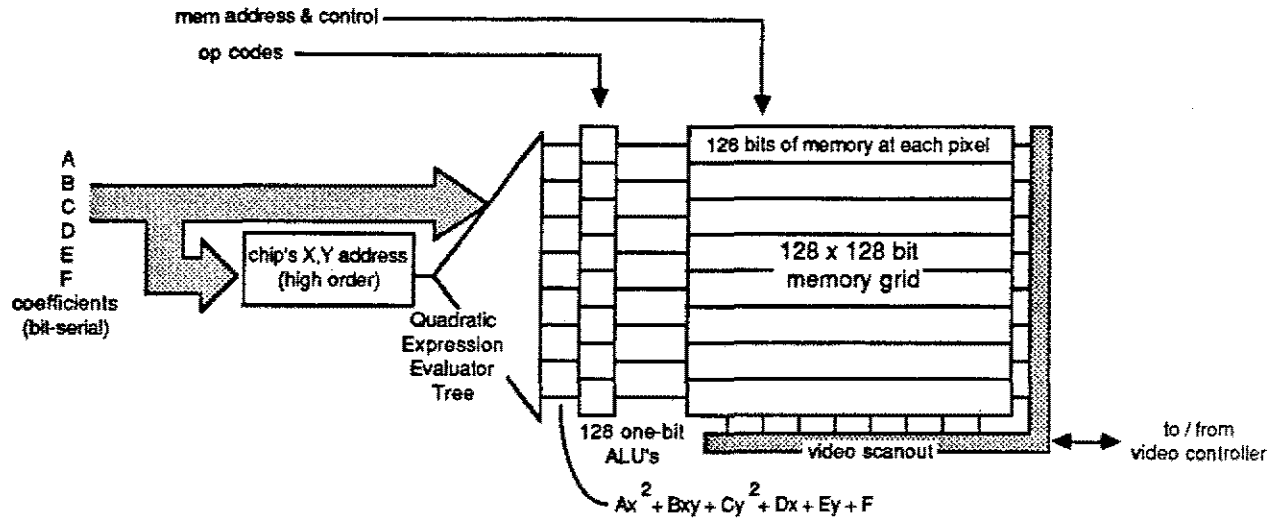 mem address & control
op codes
A
B
C
D
E
F
coefficients
(bit-serial)
chip's X,Y address
(high order)
Quadratic
Expression
Evaluator
Tree
128 bits of memory at each pixel
128 x 128 bit
memory grid
128 one-bit
ALU's
video scanout
to / from
video controller
Ax² + Bxy + Cy² + Dx + Ey + F